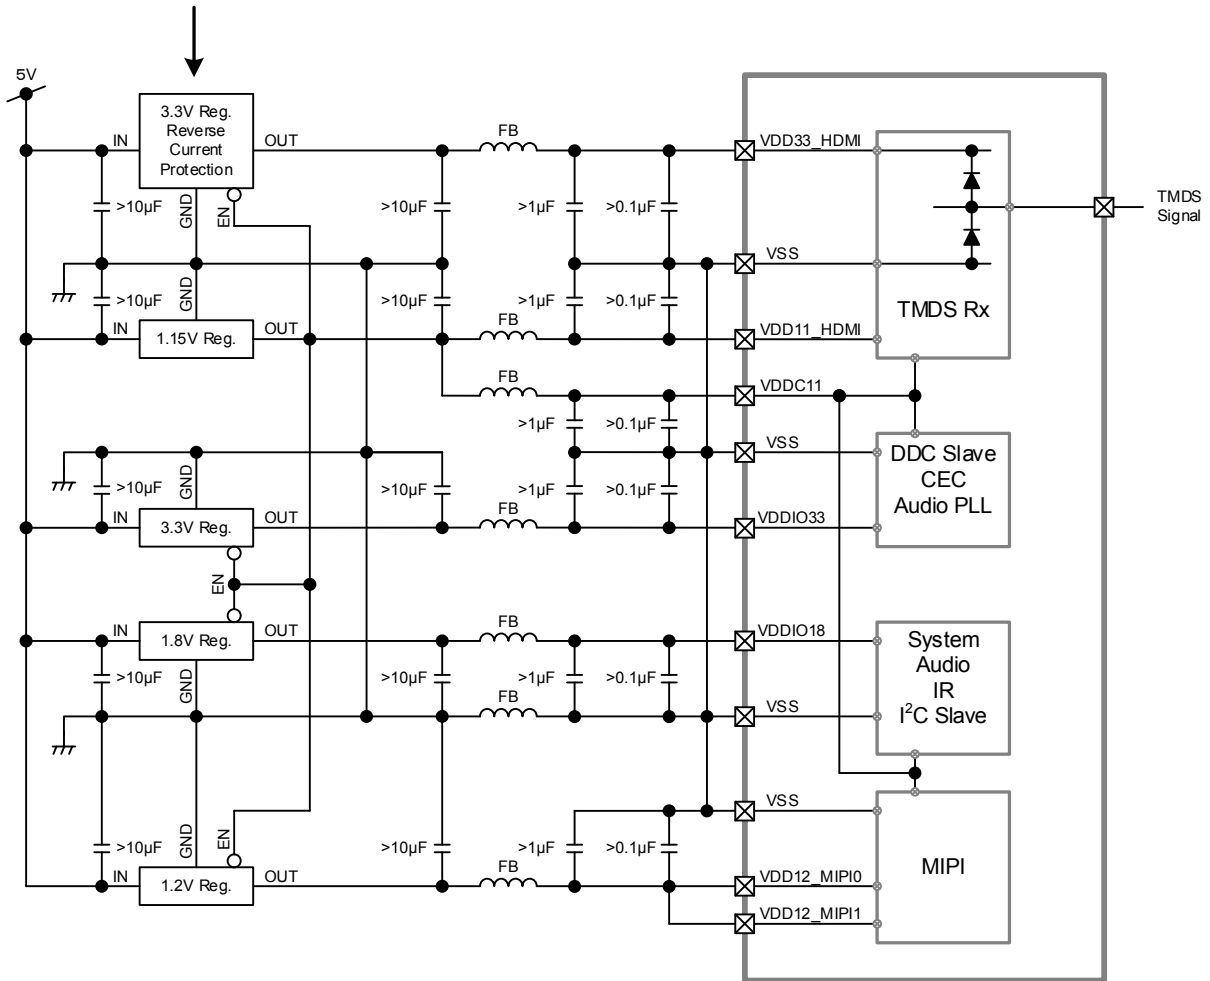 5V
3.3V Reg.
Reverse
Current
Protection
IN
OUT
GND
EN
FB
>10µF
>10µF
>1µF
>0.1µF
VDD33_HDMI
VSS
TMDS
Signal
TMDS Rx
GND
>10µF
>10µF
>1µF
>0.1µF
IN
1.15V Reg.
OUT
FB
VDD11_HDMI
FB
VDDC11
>1µF
>0.1µF
VSS
DDC Slave
CEC
Audio PLL
GND
>10µF
>10µF
>1µF
>0.1µF
IN
3.3V Reg.
OUT
FB
VDDIO33
EN
IN
1.8V Reg.
OUT
FB
VDDIO18
System
Audio
IR
I²C Slave
GND
>10µF
>10µF
>1µF
>0.1µF
FB
VSS
VSS
GND
EN
>10µF
>10µF
>1µF
>0.1µF
IN
1.2V Reg.
OUT
FB
VDD12_MIPI0
VDD12_MIPI1
MIPI